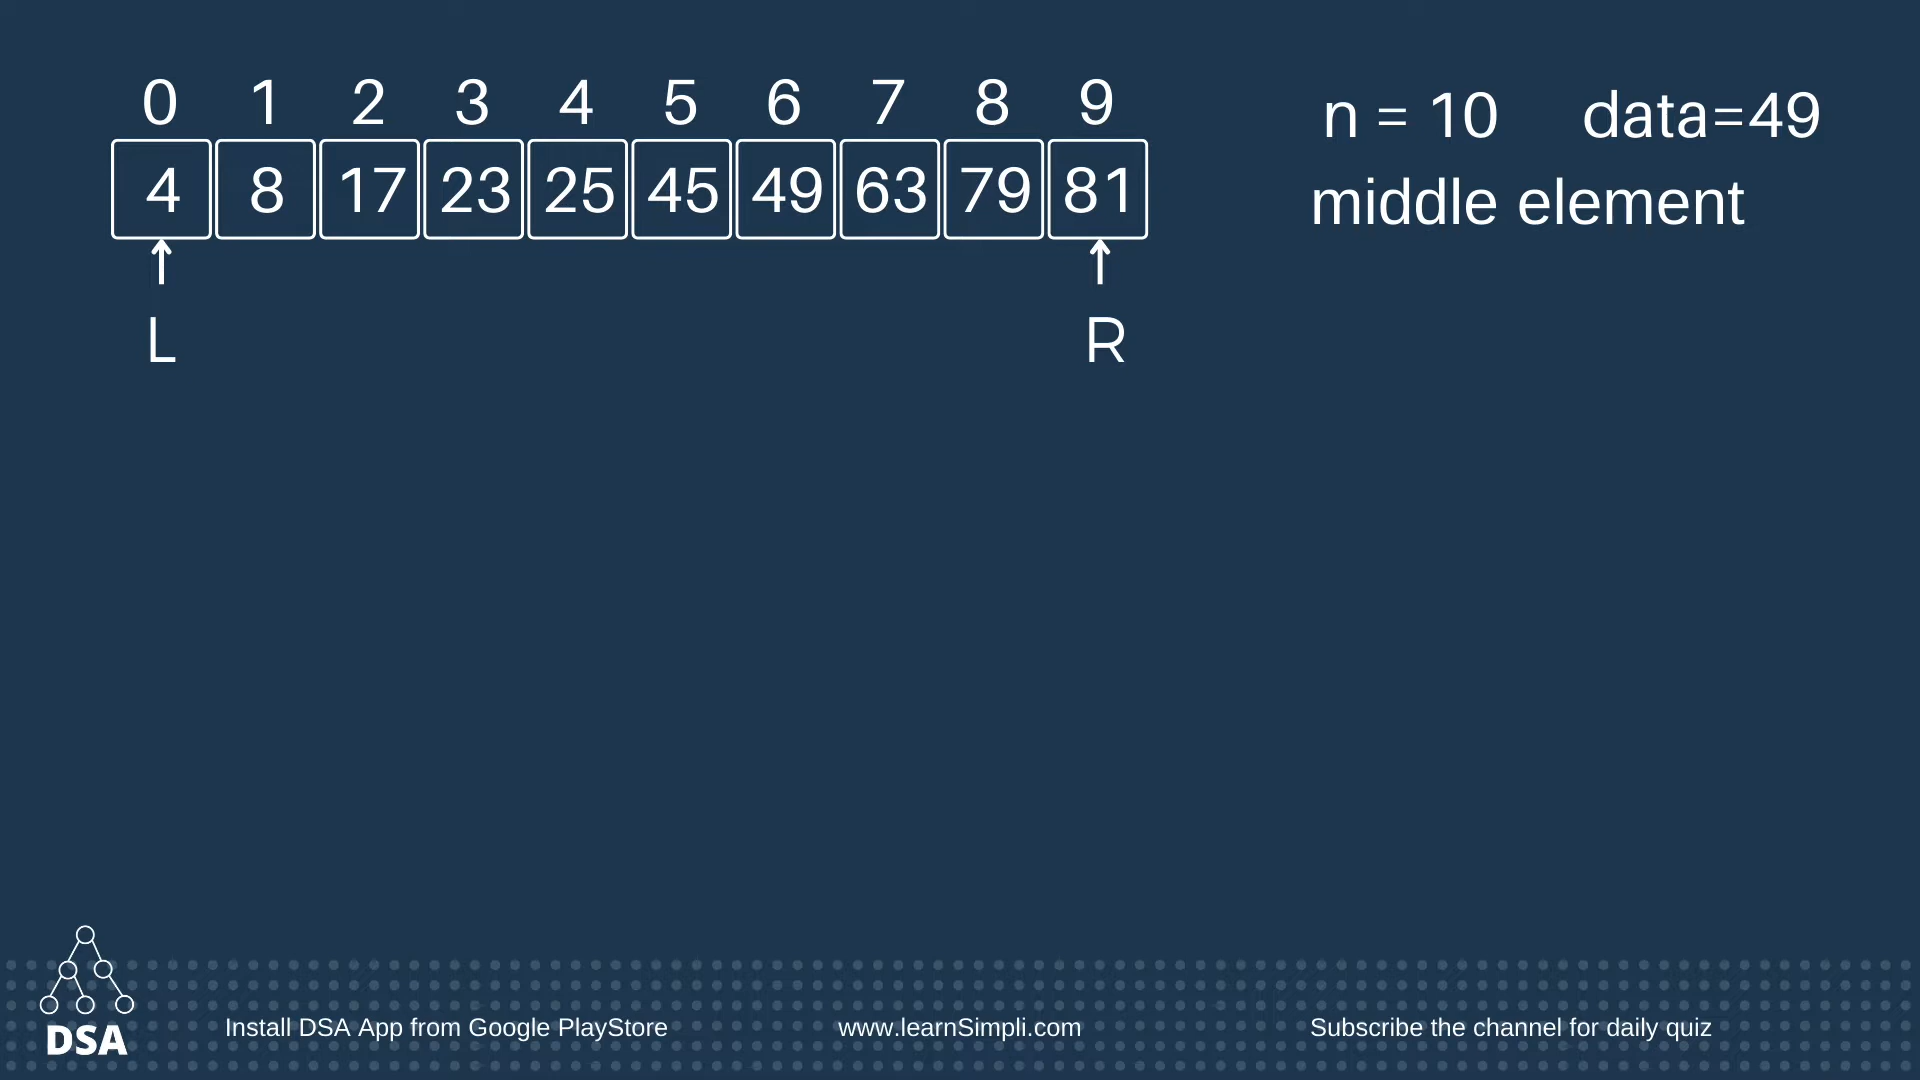 0 1 2 3 4 5 6 7 8 9
4 8 17 23 25 45 49 63 79 81
L R
n = 10 data=49
middle element
DSA
Install DSA App from Google PlayStore
www.learnSimpli.com
Subscribe the channel for daily quiz